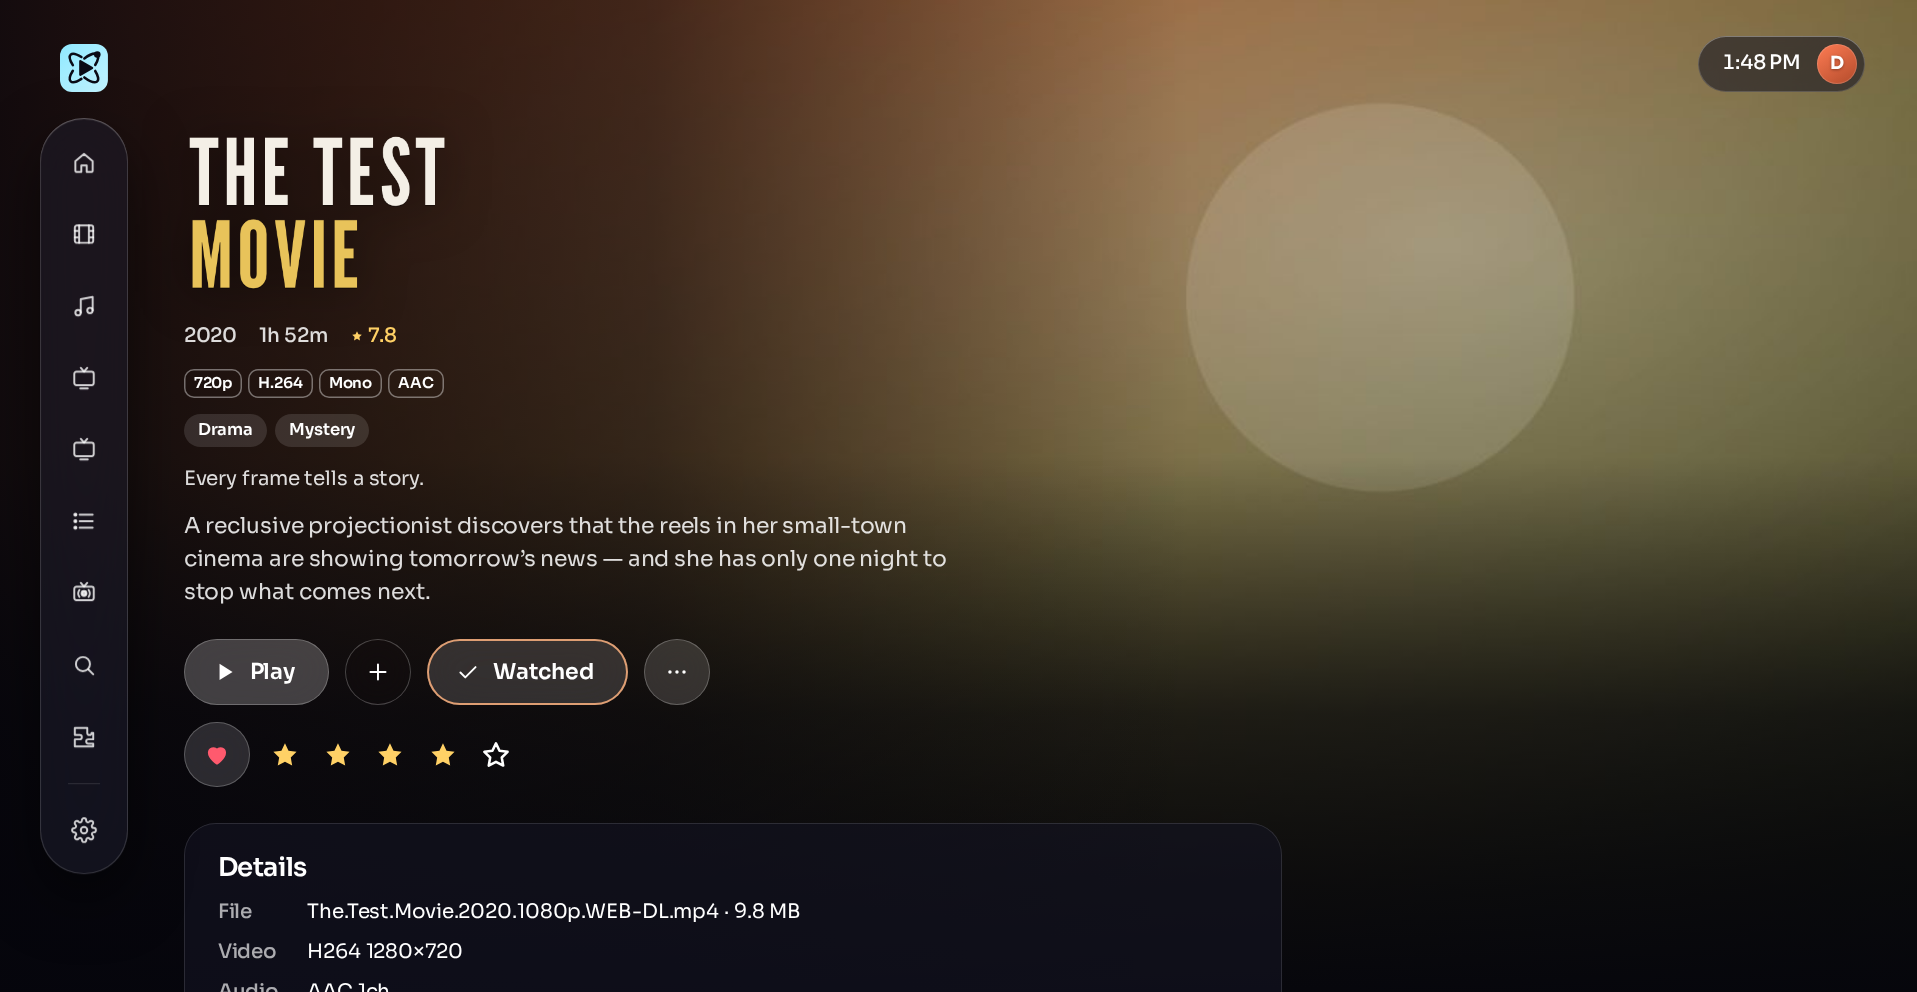 1:48 PM
D
THE TEST
MOVIE
2020 1h 52m ★ 7.8
720p H.264 Mono AAC
Drama Mystery
Every frame tells a story.
A reclusive projectionist discovers that the reels in her small-town
cinema are showing tomorrow’s news — and she has only one night to
stop what comes next.
Play Watched
Details
File The.Test.Movie.2020.1080p.WEB-DL.mp4 · 9.8 MB
Video H264 1280×720
Audio AAC 1ch